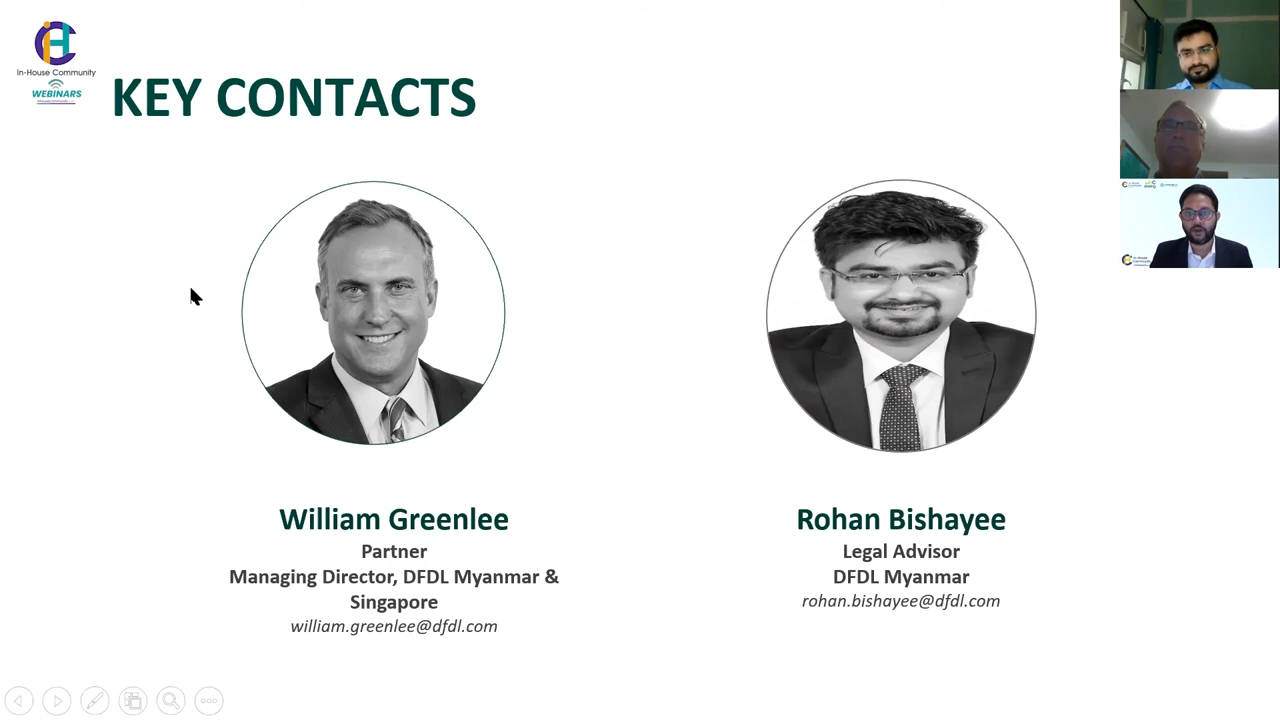 In-House Community
WEBINARS
KEY CONTACTS
William Greenlee
Partner
Managing Director, DFDL Myanmar &
Singapore
william.greenlee@dfdl.com
Rohan Bishayee
Legal Advisor
DFDL Myanmar
rohan.bishayee@dfdl.com